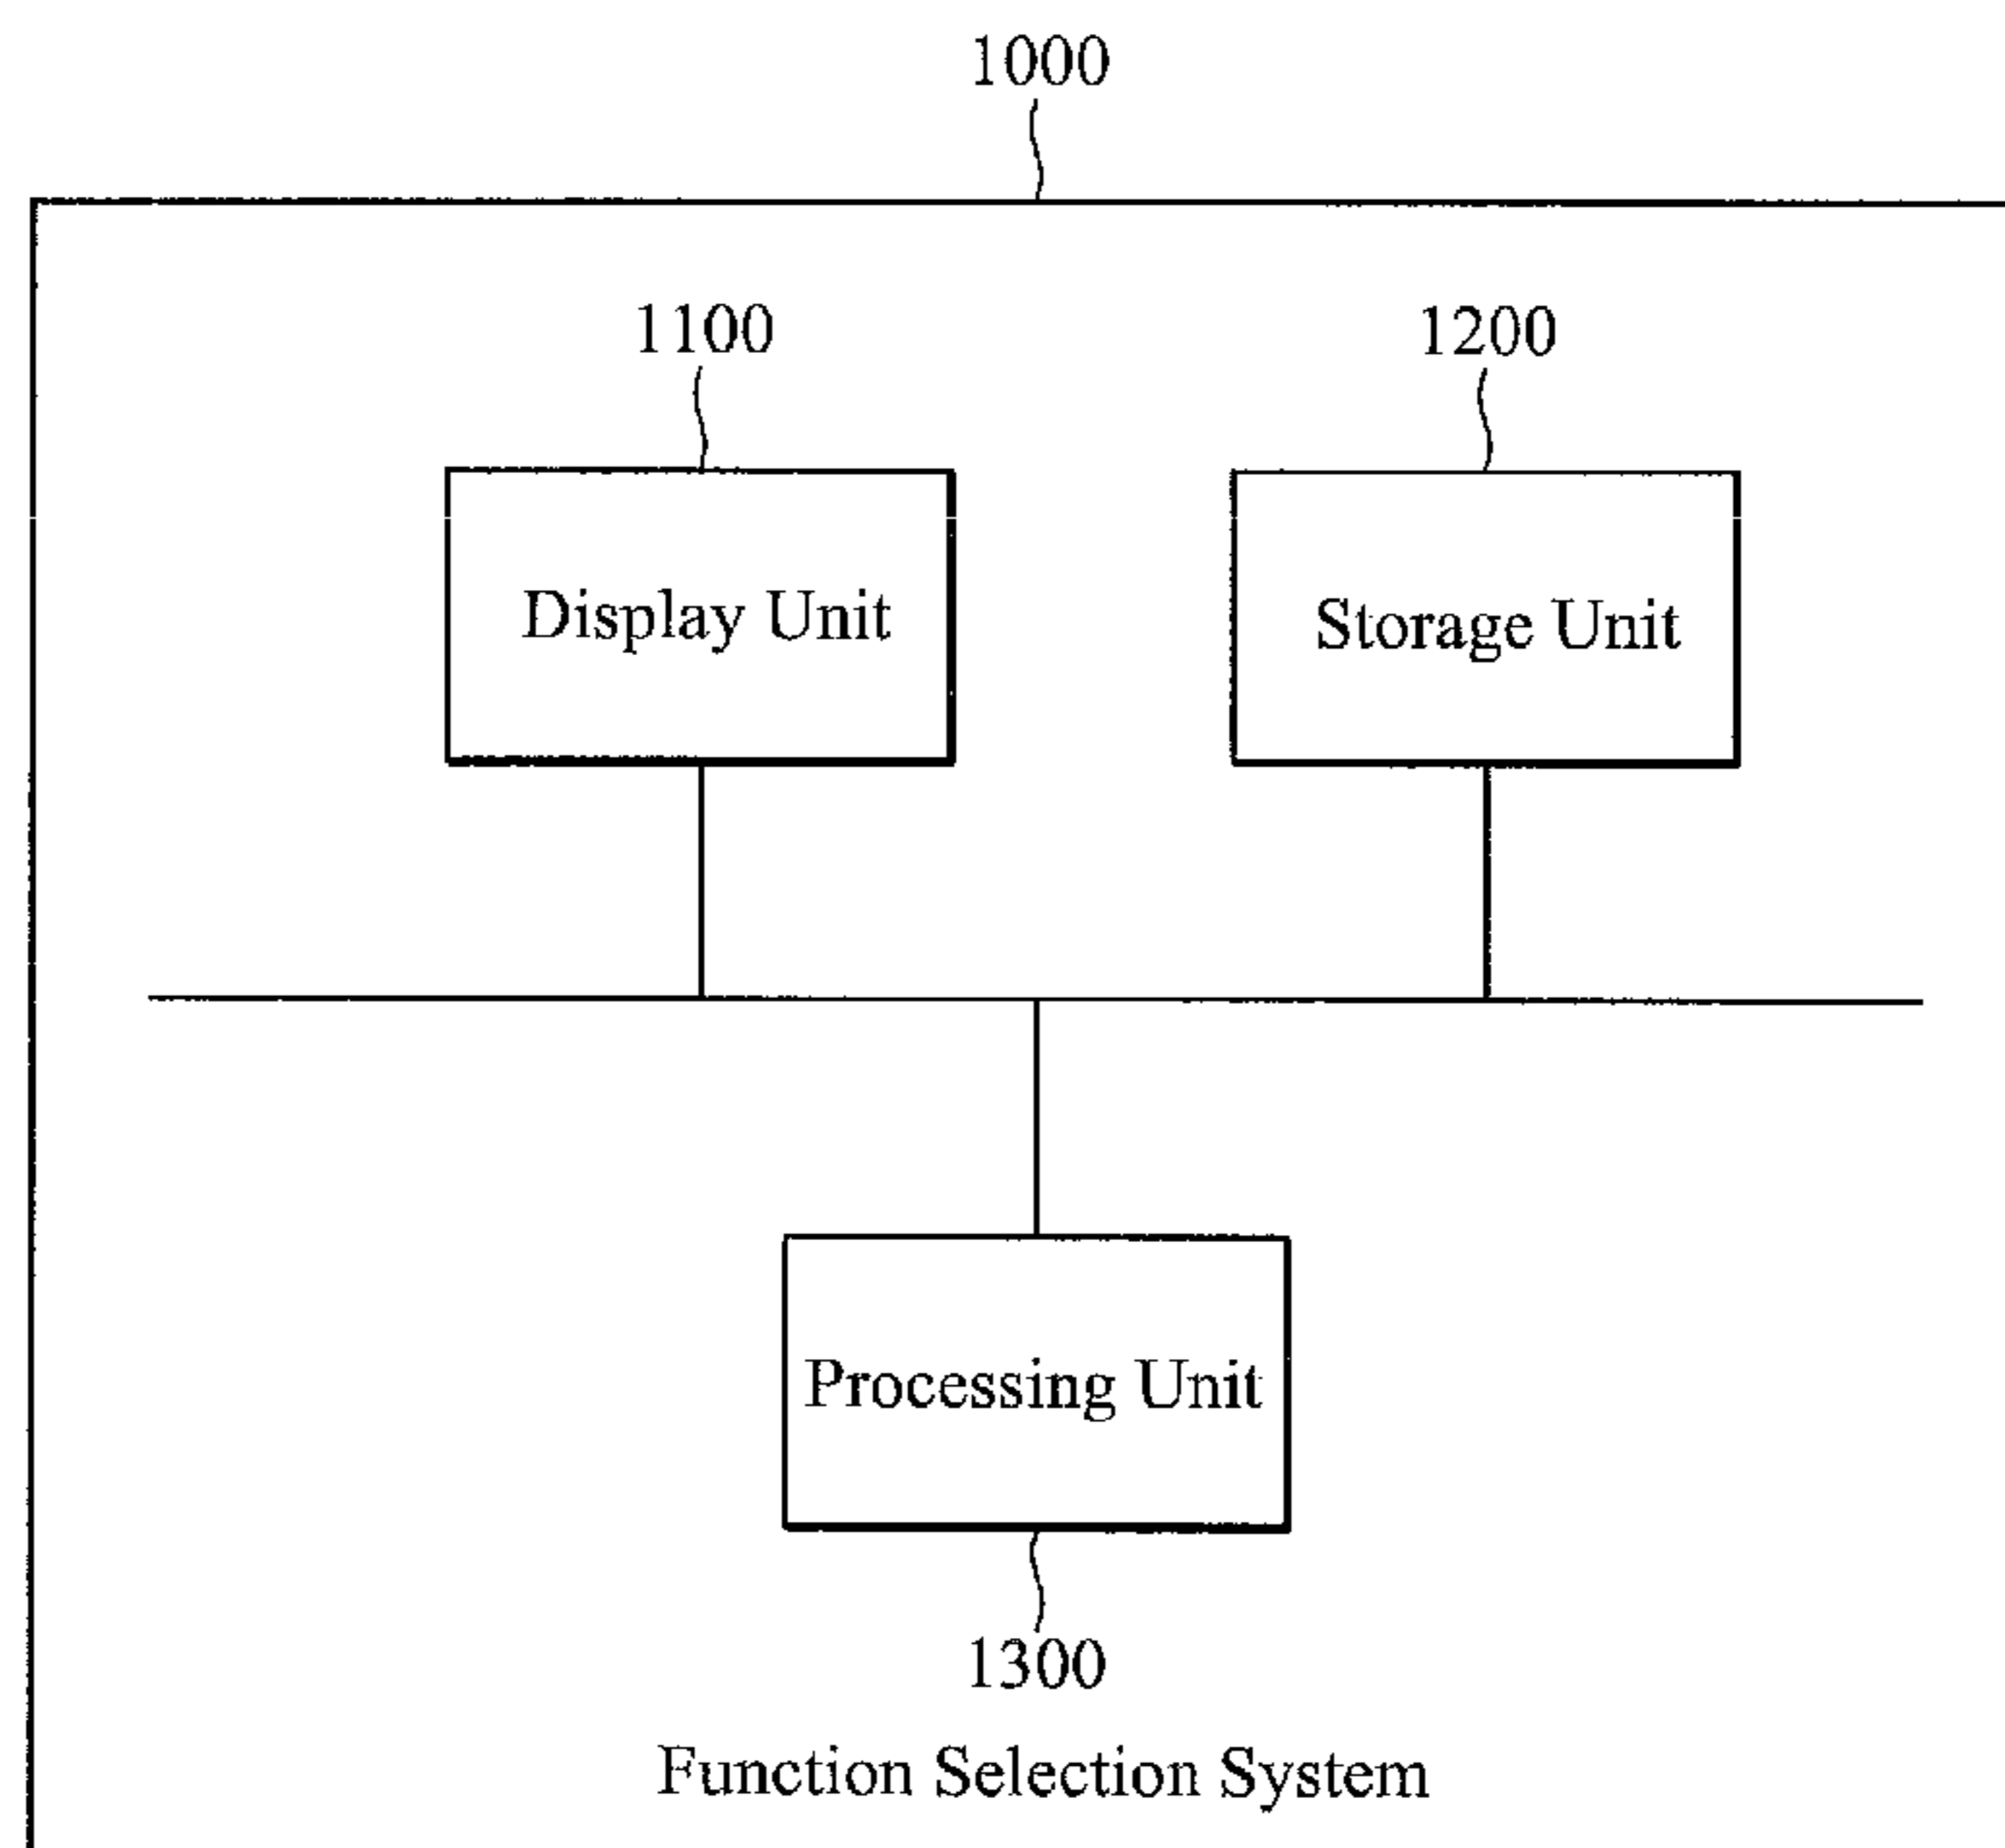 1000
1100
1200
Display Unit
Storage Unit
Processing Unit
1300
Function Selection System